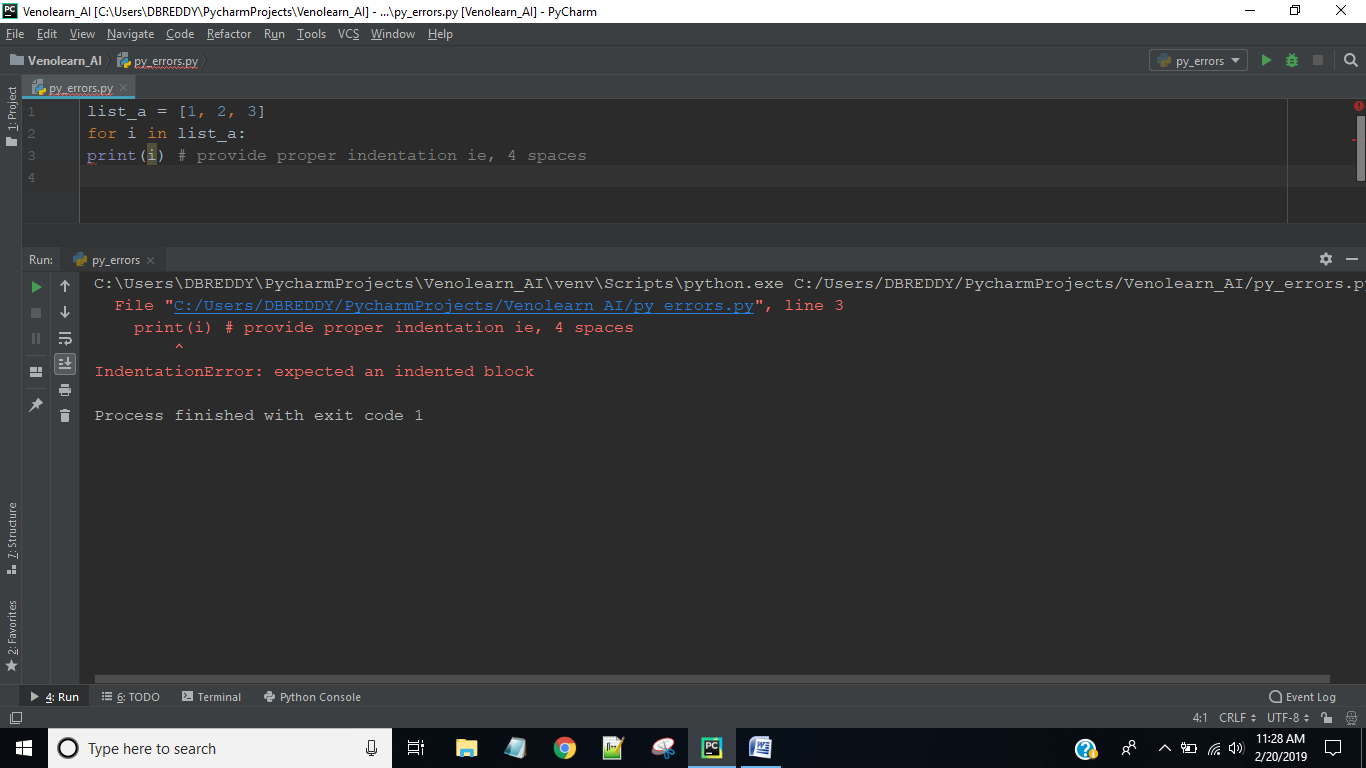 Venolearn_AI [C:\Users\DBREDDY\PycharmProjects\Venolearn_AI] - ...\py_errors.py [Venolearn_AI] - PyCharm
File Edit View Navigate Code Refactor Run Tools VCS Window Help
Venolearn_AI py_errors.py py_errors
1: Project
py_errors.py
1 list_a = [1, 2, 3]
2 for i in list_a:
3 print(i) # provide proper indentation ie, 4 spaces
4
Run: py_errors
C:\Users\DBREDDY\PycharmProjects\Venolearn_AI\venv\Scripts\python.exe C:/Users/DBREDDY/PycharmProjects/Venolearn_AI/py_errors.py
File "C:/Users/DBREDDY/PycharmProjects/Venolearn_AI/py_errors.py", line 3
print(i) # provide proper indentation ie, 4 spaces
^
IndentationError: expected an indented block
Process finished with exit code 1
7: Structure
2: Favorites
4: Run 6: TODO Terminal Python Console Event Log
4:1 CRLF UTF-8
Type here to search
PC
W
11:28 AM
2/20/2019